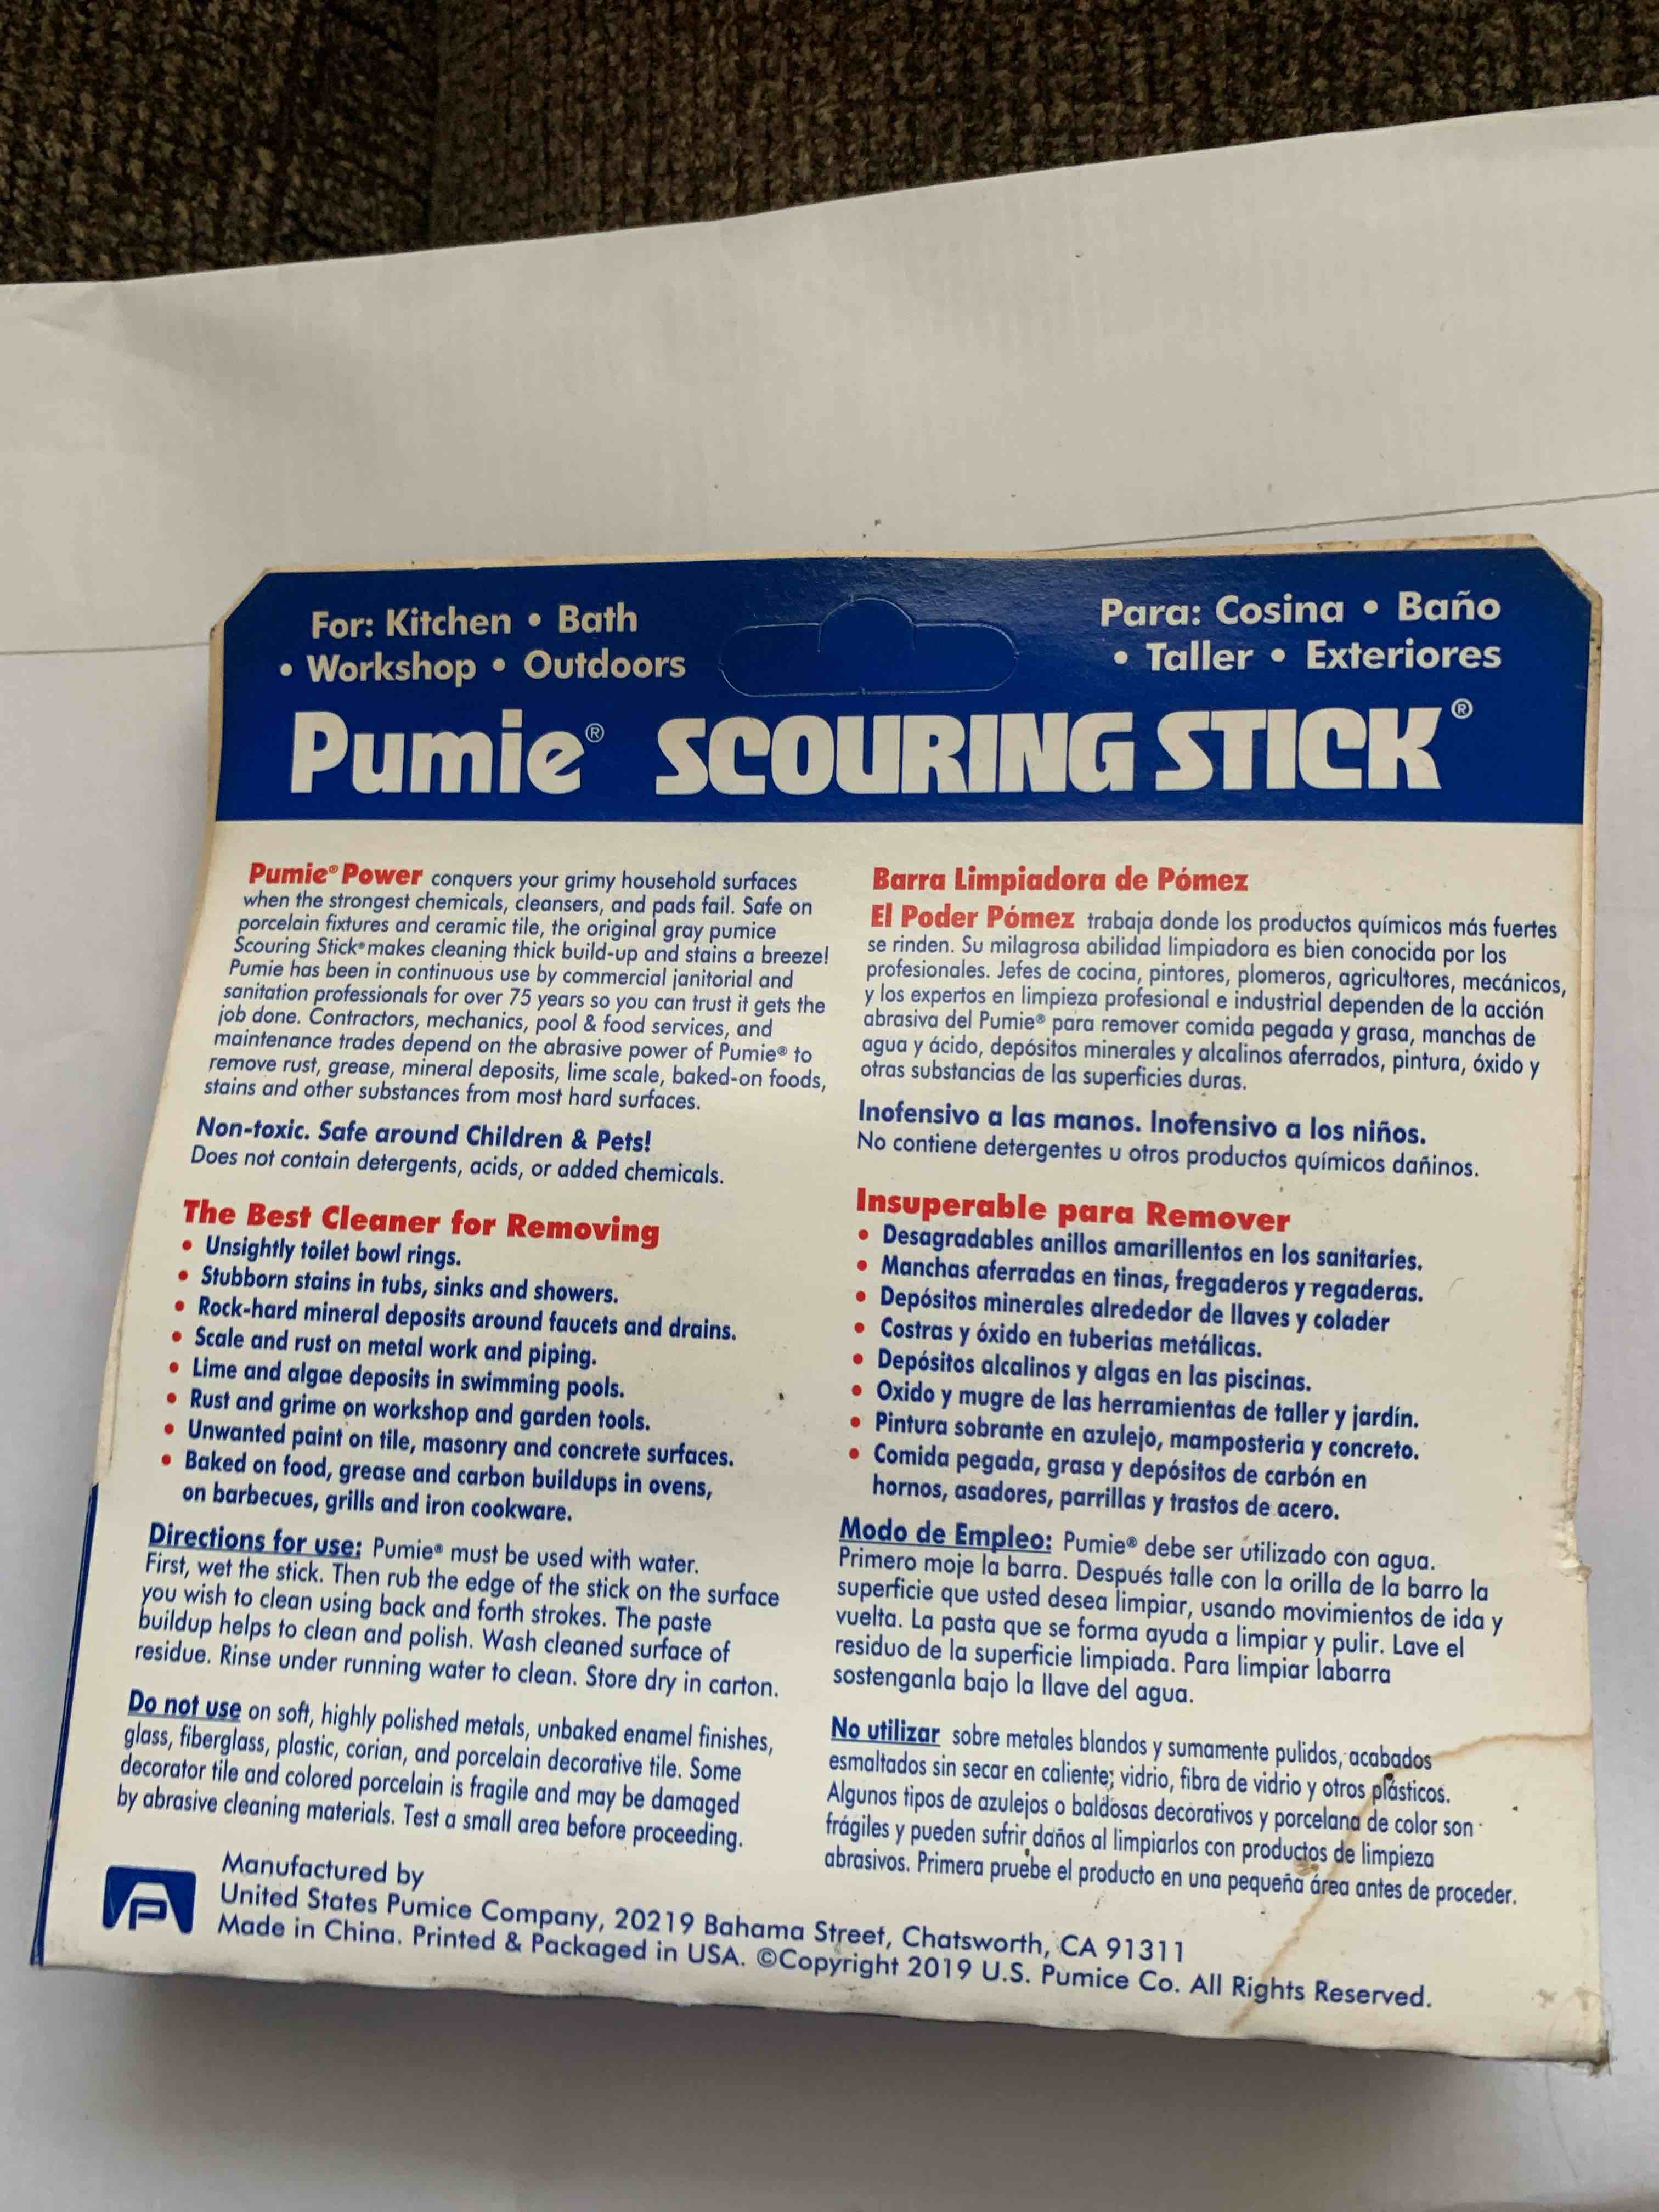 For: Kitchen • Bath
• Workshop • Outdoors
Para: Cosina • Baño
• Taller • Exteriores
Pumie® SCOURING STICK®
Pumie® Power conquers your grimy household surfaces
when the strongest chemicals, cleansers, and pads fail. Safe on
porcelain fixtures and ceramic tile, the original gray pumice
Scouring Stick® makes cleaning thick build-up and stains a breeze!
Pumie has been in continuous use by commercial janitorial and
sanitation professionals for over 75 years so you can trust it gets the
job done. Contractors, mechanics, pool & food services, and
maintenance trades depend on the abrasive power of Pumie® to
remove rust, grease, mineral deposits, lime scale, baked-on foods,
stains and other substances from most hard surfaces.
Non-toxic. Safe around Children & Pets!
Does not contain detergents, acids, or added chemicals.
The Best Cleaner for Removing
• Unsightly toilet bowl rings.
• Stubborn stains in tubs, sinks and showers.
• Rock-hard mineral deposits around faucets and drains.
• Scale and rust on metal work and piping.
• Lime and algae deposits in swimming pools.
• Rust and grime on workshop and garden tools.
• Unwanted paint on tile, masonry and concrete surfaces.
• Baked on food, grease and carbon buildups in ovens,
on barbecues, grills and iron cookware.
Directions for use: Pumie® must be used with water.
First, wet the stick. Then rub the edge of the stick on the surface
you wish to clean using back and forth strokes. The paste
buildup helps to clean and polish. Wash cleaned surface of
residue. Rinse under running water to clean. Store dry in carton.
Do not use on soft, highly polished metals, unbaked enamel finishes,
glass, fiberglass, plastic, corian, and porcelain decorative tile. Some
decorator tile and colored porcelain is fragile and may be damaged
by abrasive cleaning materials. Test a small area before proceeding.
Barra Limpiadora de Pómez
El Poder Pómez trabaja donde los productos químicos más fuertes
se rinden. Su milagrosa abilidad limpiadora es bien conocida por los
profesionales. Jefes de cocina, pintores, plomeros, agricultores, mecánicos,
y los expertos en limpieza profesional e industrial dependen de la acción
abrasiva del Pumie® para remover comida pegada y grasa, manchas de
agua y ácido, depósitos minerales y alcalinos aferrados, pintura, óxido y
otras substancias de las superficies duras.
Inofensivo a las manos. Inofensivo a los niños.
No contiene detergentes u otros productos químicos dañinos.
Insuperable para Remover
• Desagradables anillos amarillentos en los sanitaries.
• Manchas aferradas en tinas, fregaderos y regaderas.
• Depósitos minerales alrededor de llaves y colader
• Costras y óxido en tuberias metálicas.
• Depósitos alcalinos y algas en las piscinas.
• Oxido y mugre de las herramientas de taller y jardín.
• Pintura sobrante en azulejo, mamposteria y concreto.
• Comida pegada, grasa y depósitos de carbón en
hornos, asadores, parrillas y trastos de acero.
Modo de Empleo: Pumie® debe ser utilizado con agua.
Primero moje la barra. Después talle con la orilla de la barro la
superficie que usted desea limpiar, usando movimientos de ida y
vuelta. La pasta que se forma ayuda a limpiar y pulir. Lave el
residuo de la superficie limpiada. Para limpiar labarra
sostenganla bajo la llave del agua.
No utilizar sobre metales blandos y sumamente pulidos, acabados
esmaltados sin secar en caliente; vidrio, fibra de vidrio y otros plásticos.
Algunos tipos de azulejos o baldosas decorativos y porcelana de color son
frágiles y pueden sufrir daños al limpiarlos con productos de limpieza
abrasivos. Primera pruebe el producto en una pequeña área antes de proceder.
Manufactured by
United States Pumice Company, 20219 Bahama Street, Chatsworth, CA 91311
Made in China. Printed & Packaged in USA. ©Copyright 2019 U.S. Pumice Co. All Rights Reserved.